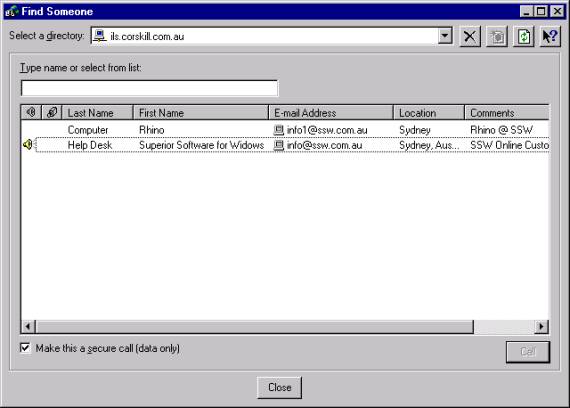 Find Someone
Select a directory: ils.corskill.com.au
Type name or select from list:
Last Name First Name E-mail Address Location Comments
Computer Rhino info1@ssw.com.au Sydney Rhino @ SSW
Help Desk Superior Software for Widows info@ssw.com.au Sydney, Aus... SSW Online Custo
Make this a secure call (data only)
Call
Close